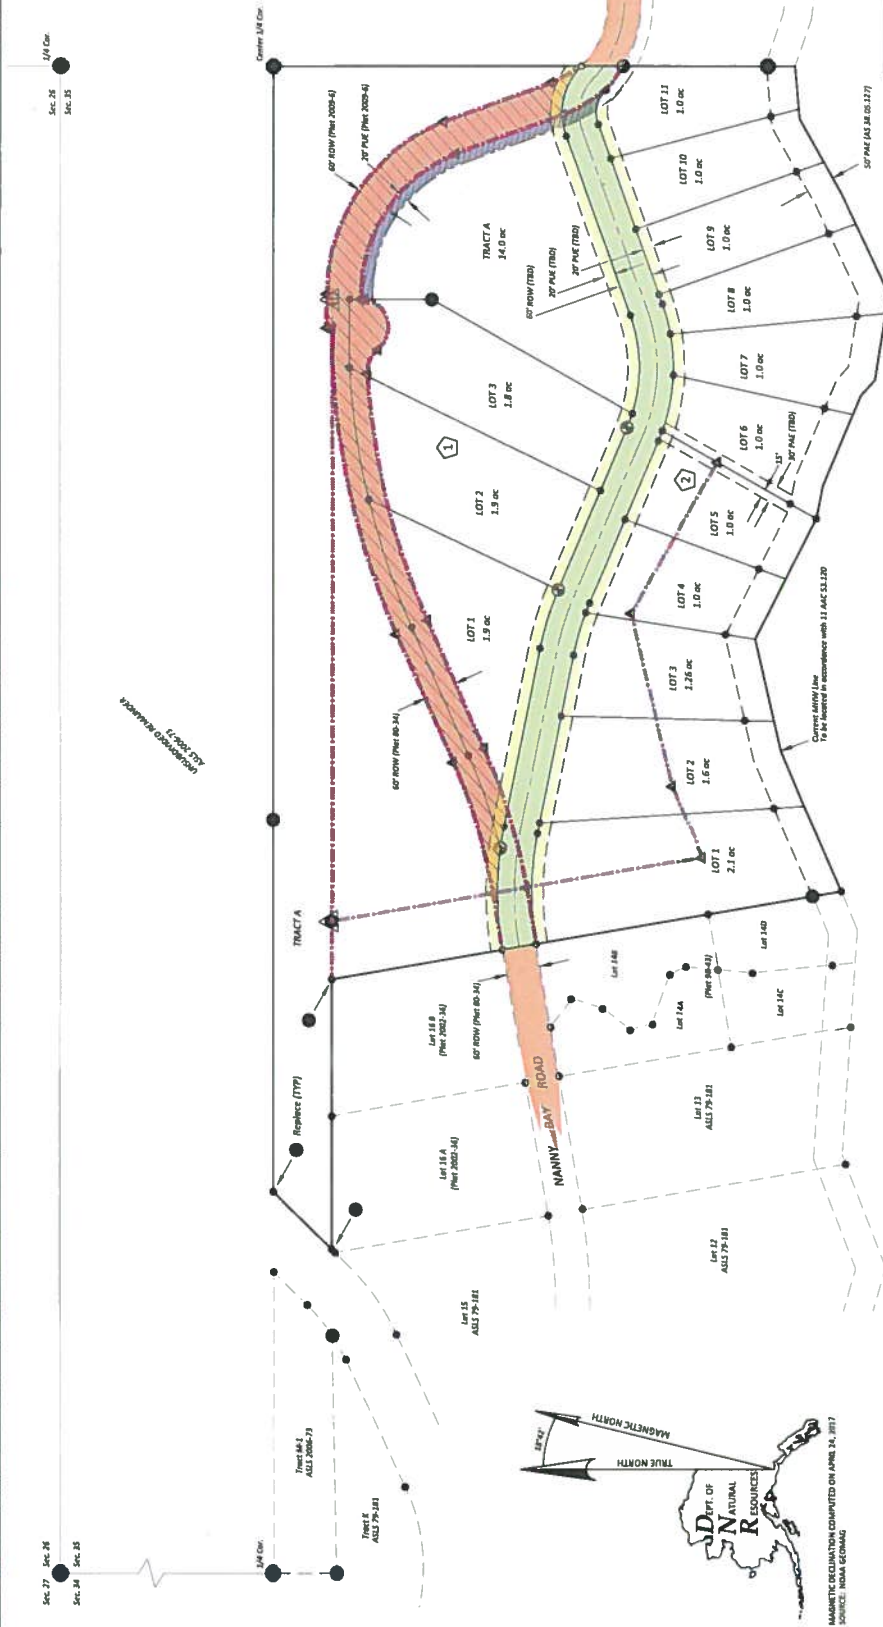 Sec. 26
Sec. 35
1/4 Cor.
Center 1/4 Cor.
60' ROW (Plat 2009-6)
20' PUE (Plat 2009-6)
TRACT A
14.0 ac
60' ROW (TBD)
20' PUE (TBD)
20' PUE (TBD)
LOT 11
1.0 ac
LOT 10
1.0 ac
LOT 9
1.0 ac
LOT 8
1.0 ac
LOT 7
1.0 ac
LOT 6
1.0 ac
LOT 5
1.0 ac
LOT 4
1.0 ac
LOT 3
1.26 ac
LOT 2
1.6 ac
LOT 1
2.1 ac
50' PAE (AS 38.05.127)
15'
30' PAE (TBD)
1
2
LOT 3
1.8 ac
LOT 2
1.9 ac
LOT 1
1.9 ac
60' ROW (Plat 80-34)
UNSUBDIVIDED REMAINDER
ASLS 2006-73
Current MHW Line
To be located in accordance with 11 AAC 53.120
TRACT A
Replace (TYP)
Lot 16 B
(Plat 2002-34)
60' ROW (Plat 80-34)
Lot 16 A
(Plat 2002-34)
NANNY BAY ROAD
Lot 14B
Lot 14A
(Plat 98-43)
Lot 14D
Lot 14C
Lot 13
ASLS 79-181
Lot 12
ASLS 79-181
Lot 15
ASLS 79-181
Tract M-1
ASLS 2006-73
Tract K
ASLS 79-181
1/4 Cor.
Sec. 27
Sec. 26
Sec. 34
Sec. 35
18°42'
TRUE NORTH
MAGNETIC NORTH
DEPT. OF
NATURAL
RESOURCES
MAGNETIC DECLINATION COMPUTED ON APRIL 24, 2017
SOURCE: NOAA GEOMAG